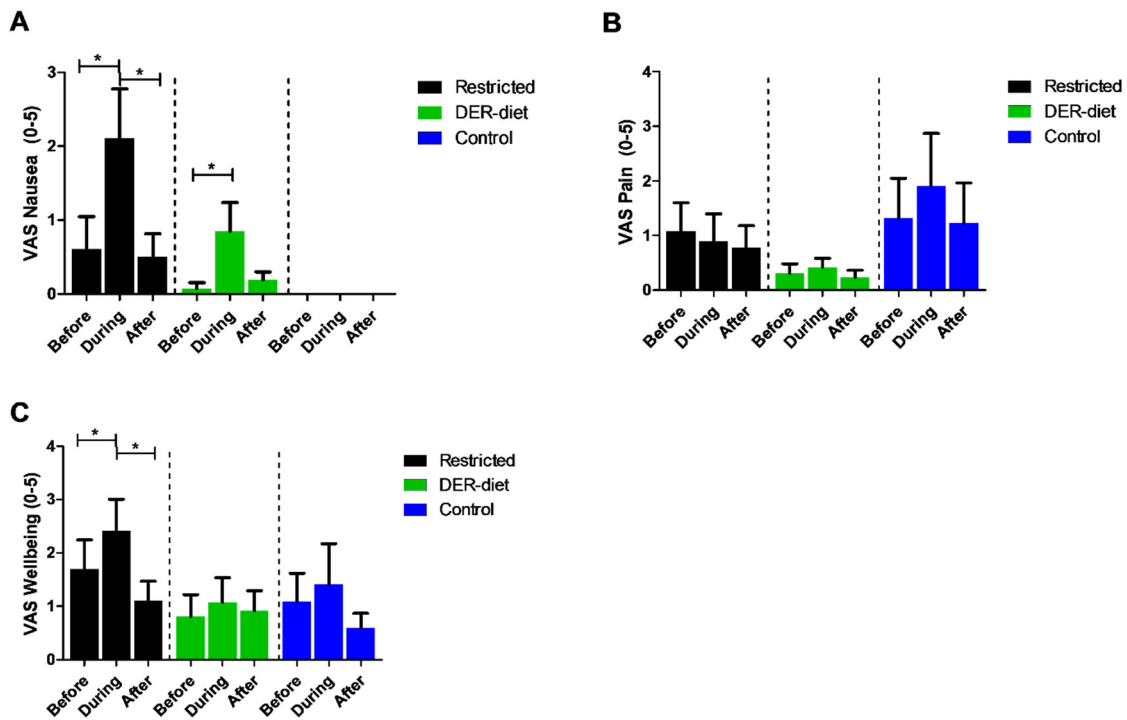 A
VAS Nausea (0-5)
3
2
1
0
*
*
*
Before
During
After
Before
During
After
Before
During
After
Restricted
DER-diet
Control
B
VAS Pain (0-5)
4
3
2
1
0
Before
During
After
Before
During
After
Before
During
After
Restricted
DER-diet
Control
C
VAS Wellbeing (0-5)
4
3
2
1
0
*
*
Before
During
After
Before
During
After
Before
During
After
Restricted
DER-diet
Control